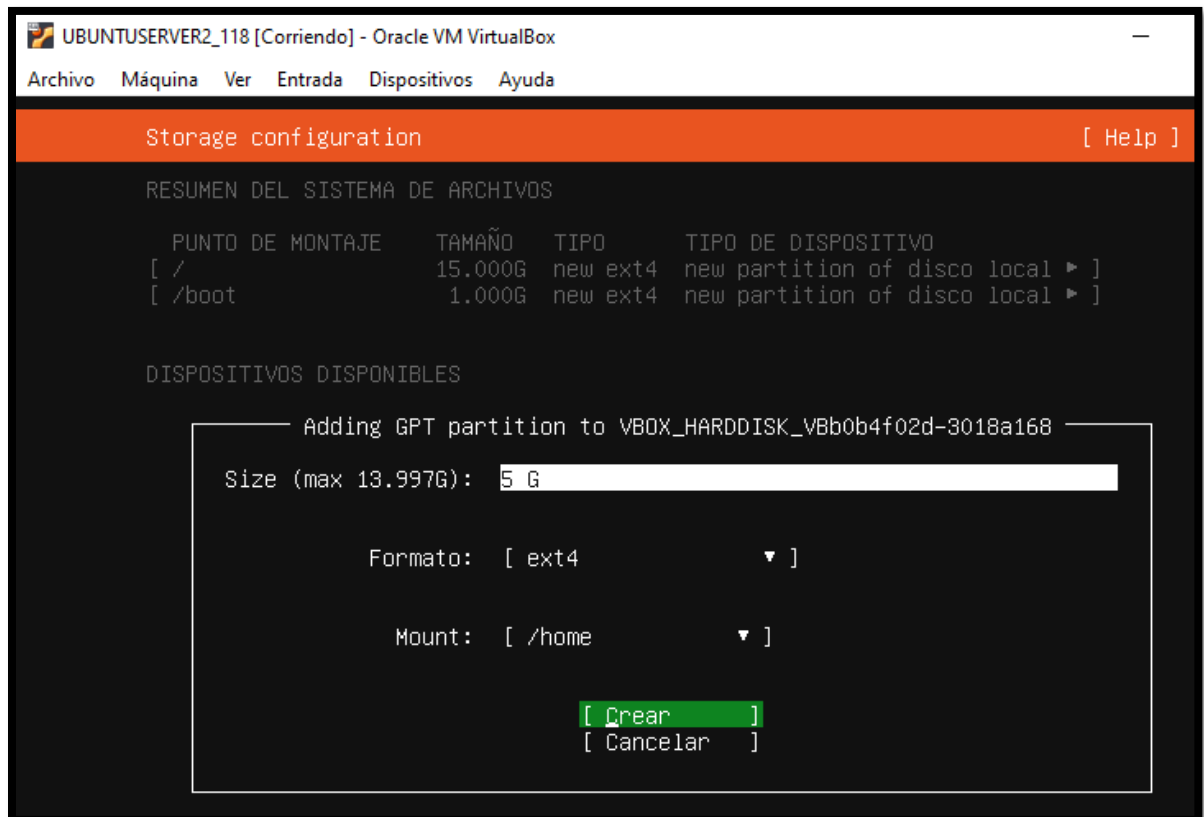 UBUNTUSERVER2_118 [Corriendo] - Oracle VM VirtualBox
Archivo Máquina Ver Entrada Dispositivos Ayuda
Storage configuration [ Help ]
RESUMEN DEL SISTEMA DE ARCHIVOS
PUNTO DE MONTAJE TAMAÑO TIPO TIPO DE DISPOSITIVO
[ / 15.000G new ext4 new partition of disco local ▸ ]
[ /boot 1.000G new ext4 new partition of disco local ▸ ]
DISPOSITIVOS DISPONIBLES
Adding GPT partition to VBOX_HARDDISK_VBb0b4f02d-3018a168
Size (max 13.997G): 5 G
Formato: [ ext4 ▾ ]
Mount: [ /home ▾ ]
[ Crear ]
[ Cancelar ]